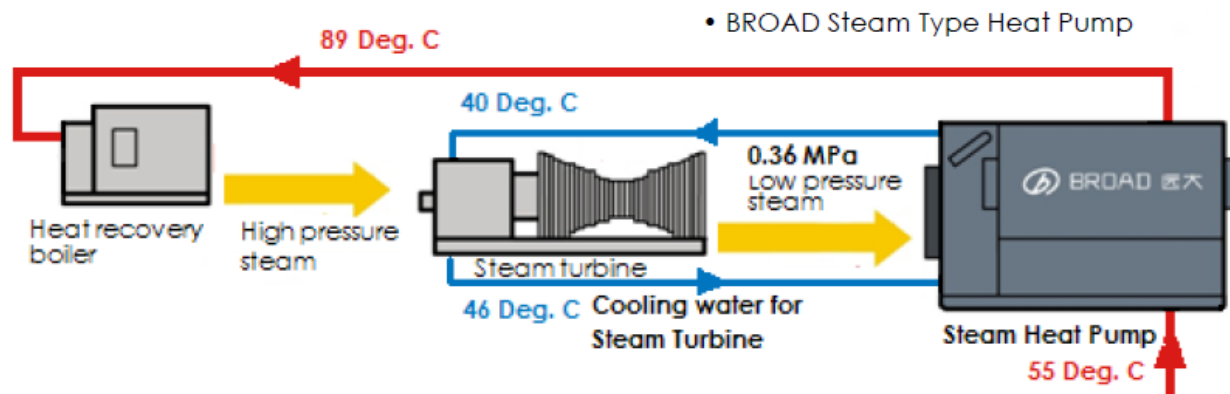 • BROAD Steam Type Heat Pump
89 Deg. C
40 Deg. C
0.36 MPa
Low pressure
steam
BROAD 远大
Heat recovery
boiler
High pressure
steam
Steam turbine
46 Deg. C
Cooling water for
Steam Turbine
Steam Heat Pump
55 Deg. C